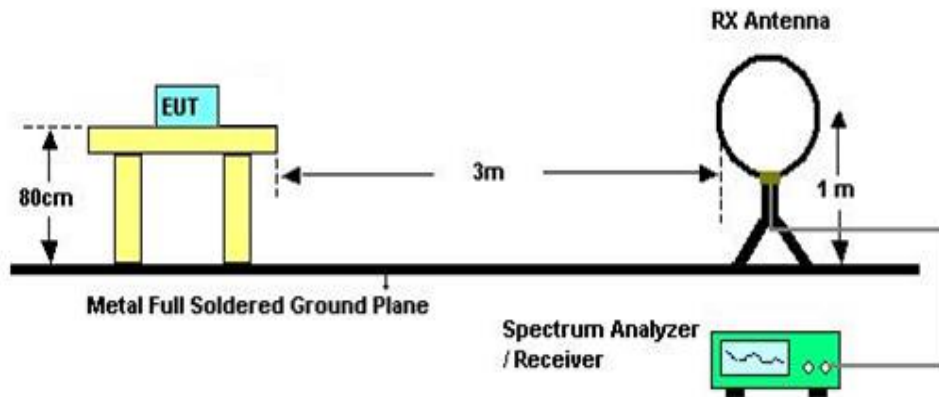 RX Antenna
EUT
3m
80cm
1 m
Metal Full Soldered Ground Plane
Spectrum Analyzer
/ Receiver